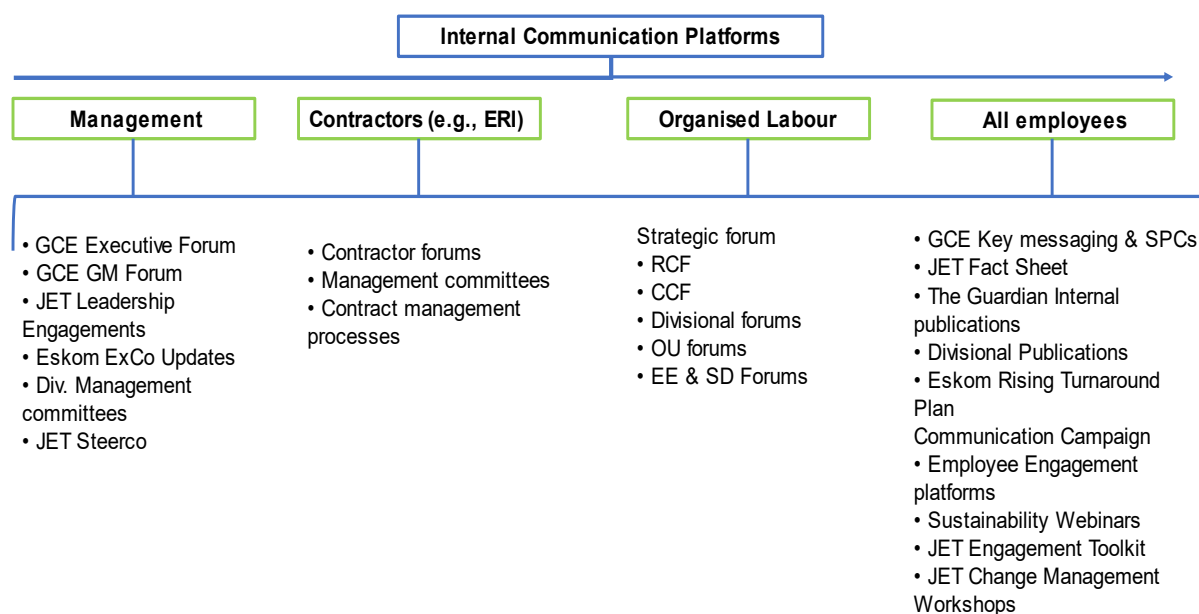 Internal Communication Platforms
Management
Contractors (e.g., ERI)
Organised Labour
All employees
• GCE Executive Forum
• GCE GM Forum
• JET Leadership
Engagements
• Eskom ExCo Updates
• Div. Management
committees
• JET Steerco
• Contractor forums
• Management committees
• Contract management
processes
Strategic forum
• RCF
• CCF
• Divisional forums
• OU forums
• EE & SD Forums
• GCE Key messaging & SPCs
• JET Fact Sheet
• The Guardian Internal
publications
• Divisional Publications
• Eskom Rising Turnaround
Plan
Communication Campaign
• Employee Engagement
platforms
• Sustainability Webinars
• JET Engagement Toolkit
• JET Change Management
Workshops